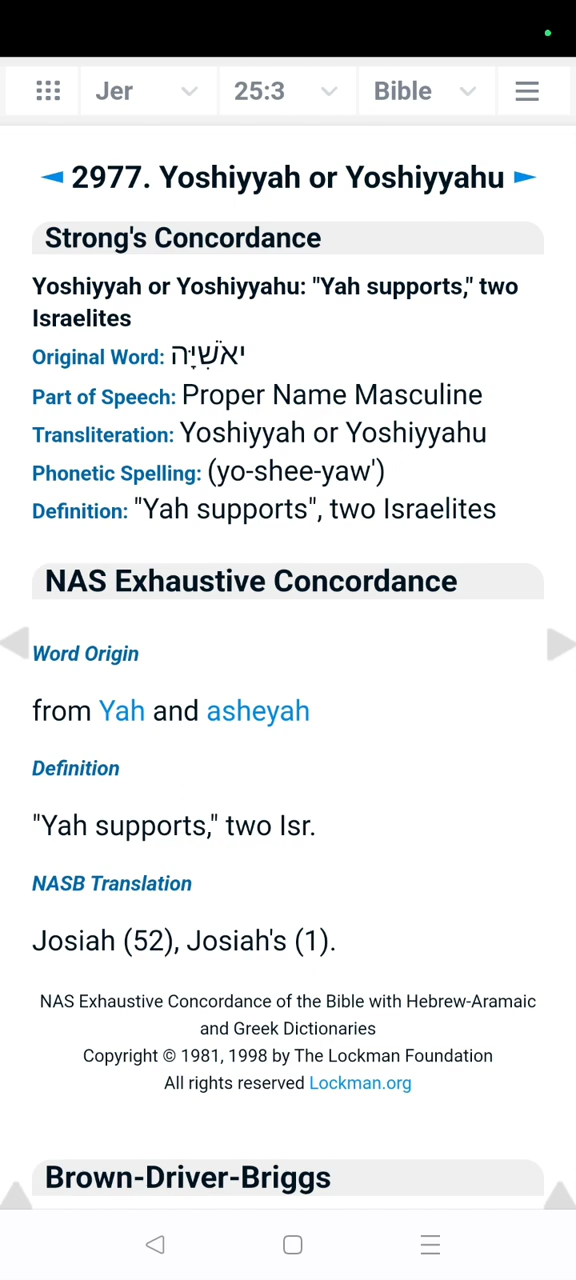 Jer 25:3 Bible
2977. Yoshiyyah or Yoshiyyahu
Strong's Concordance
Yoshiyyah or Yoshiyyahu: "Yah supports," two
Israelites
Original Word: יֹאשִׁיָּה
Part of Speech: Proper Name Masculine
Transliteration: Yoshiyyah or Yoshiyyahu
Phonetic Spelling: (yo-shee-yaw')
Definition: "Yah supports", two Israelites
NAS Exhaustive Concordance
Word Origin
from Yah and asheyah
Definition
"Yah supports," two Isr.
NASB Translation
Josiah (52), Josiah's (1).
NAS Exhaustive Concordance of the Bible with Hebrew-Aramaic
and Greek Dictionaries
Copyright © 1981, 1998 by The Lockman Foundation
All rights reserved Lockman.org
Brown-Driver-Briggs